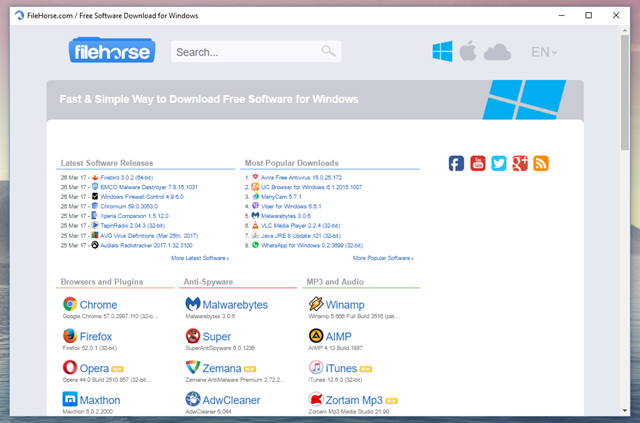 FileHorse.com / Free Software Download for Windows
filehorse
Search...
EN
Fast & Simple Way to Download Free Software for Windows
Latest Software Releases
26 Mar 17 - Firebird 3.0.2 (64-bit)
26 Mar 17 - EMCO Malware Destroyer 7.8.15.1031
26 Mar 17 - Windows Firewall Control 4.9.6.0
26 Mar 17 - Chromium 59.0.3053.0
25 Mar 17 - Xperia Companion 1.5.12.0
25 Mar 17 - TapinRadio 2.04.3 (32-bit)
25 Mar 17 - AVG Virus Definitions (Mar 25th, 2017)
25 Mar 17 - Audials Radiotracker 2017.1.32.3100
More Latest Software
Most Popular Downloads
1. Avira Free Antivirus 15.0.25.172
2. UC Browser for Windows 6.1.2015.1007
3. ManyCam 5.7.1
4. Viber for Windows 6.6.1
5. Malwarebytes 3.0.6
6. VLC Media Player 2.2.4 (32-bit)
7. Java JRE 8 Update 121 (32-bit)
8. WhatsApp for Windows 0.2.3699 (32-bit)
More Popular Software
You Tube
Browsers and Plugins
Chrome
Google Chrome 57.0.2987.110 (32-b...
Firefox
Firefox 52.0.1 (32-bit)
Opera NEW
Opera 44.0 Build 2510.857 (32-bit...
Maxthon
Maxthon 5.0.2.2000
Anti-Spyware
Malwarebytes
Malwarebytes 3.0.6
Super
SuperAntiSpyware 6.0.1236
Zemana NEW
Zemana AntiMalware Premium 2.72.2...
AdwCleaner
AdwCleaner 6.044
MP3 and Audio
Winamp
Winamp 5.666 Full Build 3516 (pat...
AIMP
AIMP 4.13 Build 1887
iTunes NEW
iTunes 12.6.0 (32-bit)
Zortam Mp3 NEW
Zortam Mp3 Media Studio 21.90